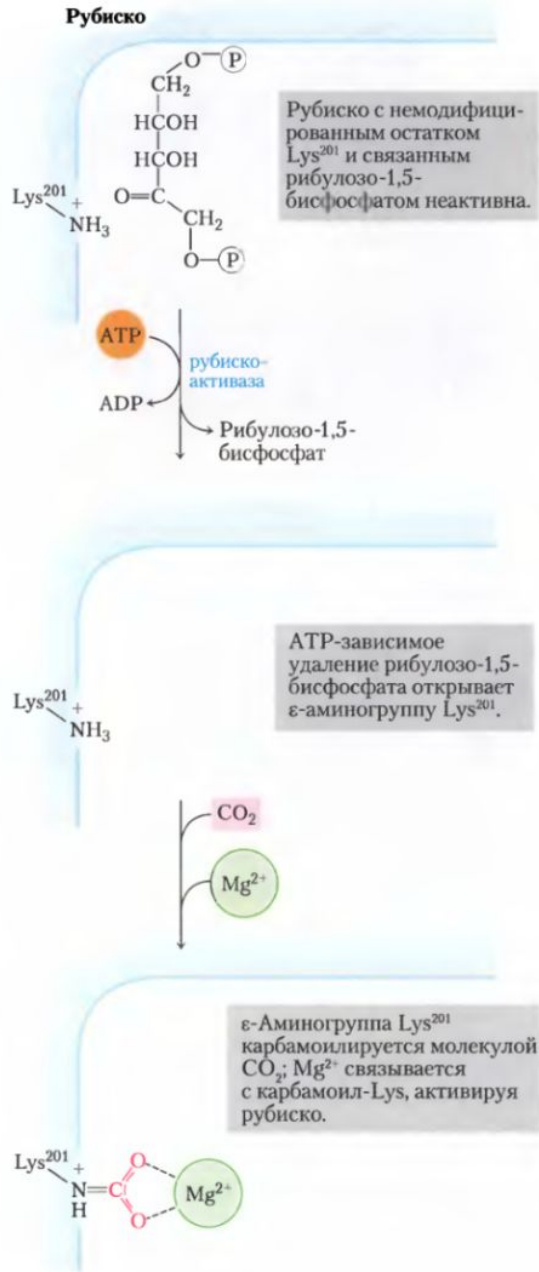 Рубиско
O—P
CH₂
HCOH
HCOH
O=C
CH₂
O—P
Lys²⁰¹
+
NH₃
Рубиско с немодифици-
рованным остатком
Lys²⁰¹ и связанным
рибулозо-1,5-
бисфосфатом неактивна.
ATP
рубиско-
активаза
ADP
Рибулозо-1,5-
бисфосфат
ATP-зависимое
удаление рибулозо-1,5-
бисфосфата открывает
ε-аминогруппу Lys²⁰¹.
Lys²⁰¹
+
NH₃
CO₂
Mg²⁺
ε-Аминогруппа Lys²⁰¹
карбамоилируется молекулой
CO₂; Mg²⁺ связывается
с карбамоил-Lys, активируя
рубиско.
Lys²⁰¹
+
O
N=C
Mg²⁺
H
O